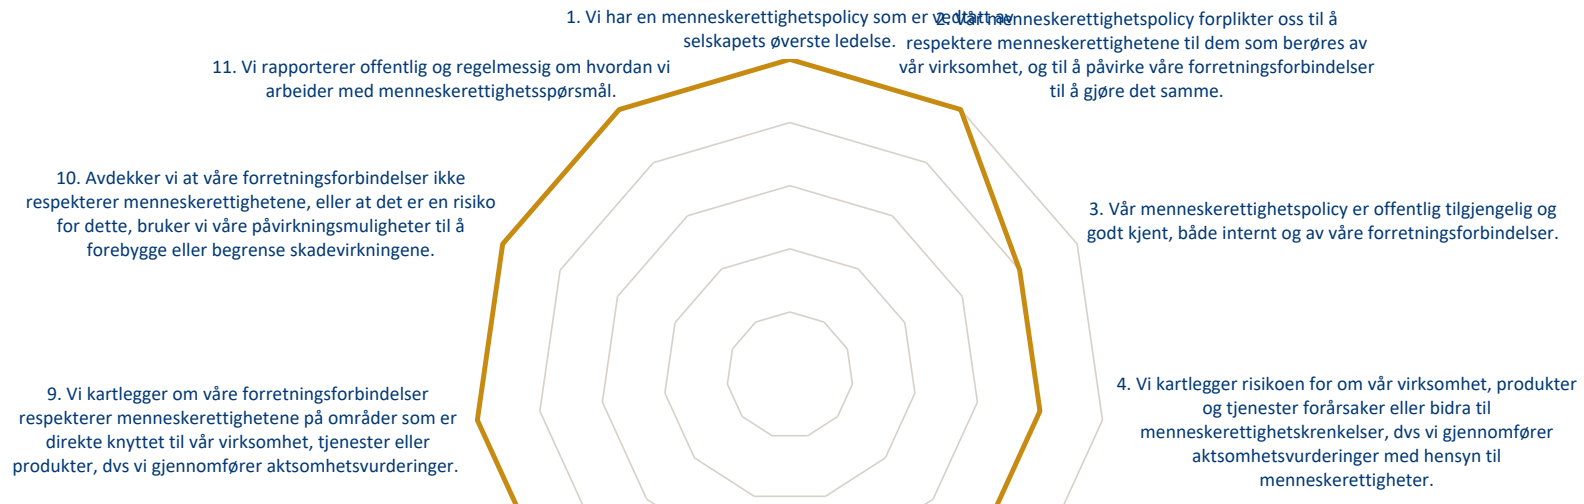 1. Vi har en menneskerettighetspolicy som er vedtatt av
selskapets øverste ledelse.
2. Vår menneskerettighetspolicy forplikter oss til å
respektere menneskerettighetene til dem som berøres av
vår virksomhet, og til å påvirke våre forretningsforbindelser
til å gjøre det samme.
11. Vi rapporterer offentlig og regelmessig om hvordan vi
arbeider med menneskerettighetsspørsmål.
10. Avdekker vi at våre forretningsforbindelser ikke
respekterer menneskerettighetene, eller at det er en risiko
for dette, bruker vi våre påvirkningsmuligheter til å
forebygge eller begrense skadevirkningene.
3. Vår menneskerettighetspolicy er offentlig tilgjengelig og
godt kjent, både internt og av våre forretningsforbindelser.
9. Vi kartlegger om våre forretningsforbindelser
respekterer menneskerettighetene på områder som er
direkte knyttet til vår virksomhet, tjenester eller
produkter, dvs vi gjennomfører aktsomhetsvurderinger.
4. Vi kartlegger risikoen for om vår virksomhet, produkter
og tjenester forårsaker eller bidra til
menneskerettighetskrenkelser, dvs vi gjennomfører
aktsomhetsvurderinger med hensyn til
menneskerettigheter.